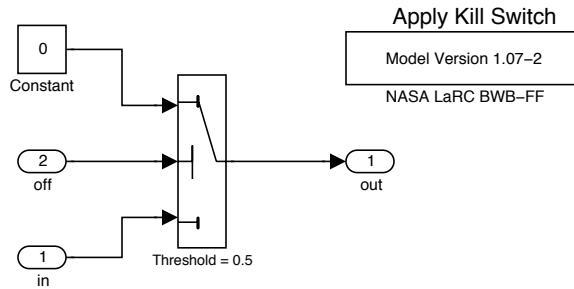 Apply Kill Switch
Model Version 1.07−2
NASA LaRC BWB−FF
0
Constant
2
off
1
in
Threshold = 0.5
1
out